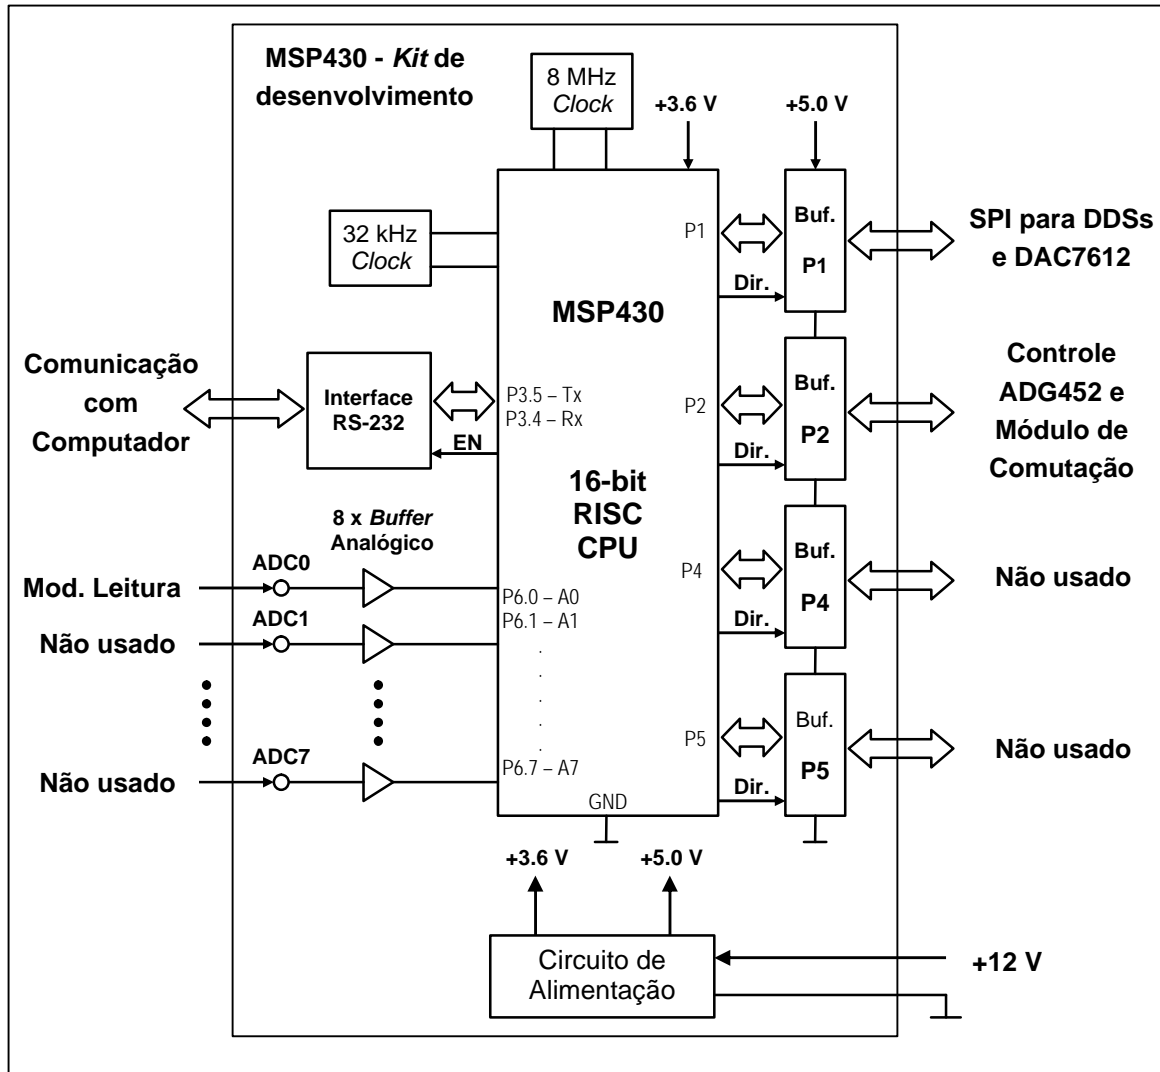 MSP430 - Kit de
desenvolvimento
8 MHz
Clock
+3.6 V
+5.0 V
32 kHz
Clock
MSP430
16-bit
RISC
CPU
P1
Dir.
Buf.
P1
SPI para DDSs
e DAC7612
Comunicação
com
Computador
Interface
RS-232
EN
P3.5 – Tx
P3.4 – Rx
P2
Dir.
Buf.
P2
Controle
ADG452 e
Módulo de
Comutação
8 x Buffer
Analógico
Mod. Leitura
ADC0
P6.0 – A0
Não usado
ADC1
P6.1 – A1
.
.
.
.
.
P4
Dir.
Buf.
P4
Não usado
Não usado
ADC7
P6.7 – A7
P5
Dir.
Buf.
P5
Não usado
GND
+3.6 V
+5.0 V
Circuito de
Alimentação
+12 V